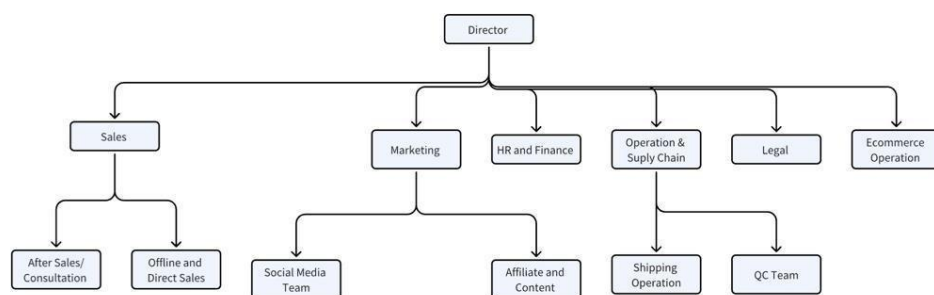 Director
Sales
Marketing
HR and Finance
Operation &
Suply Chain
Legal
Ecommerce
Operation
After Sales/
Consultation
Offline and
Direct Sales
Social Media
Team
Affiliate and
Content
Shipping
Operation
QC Team